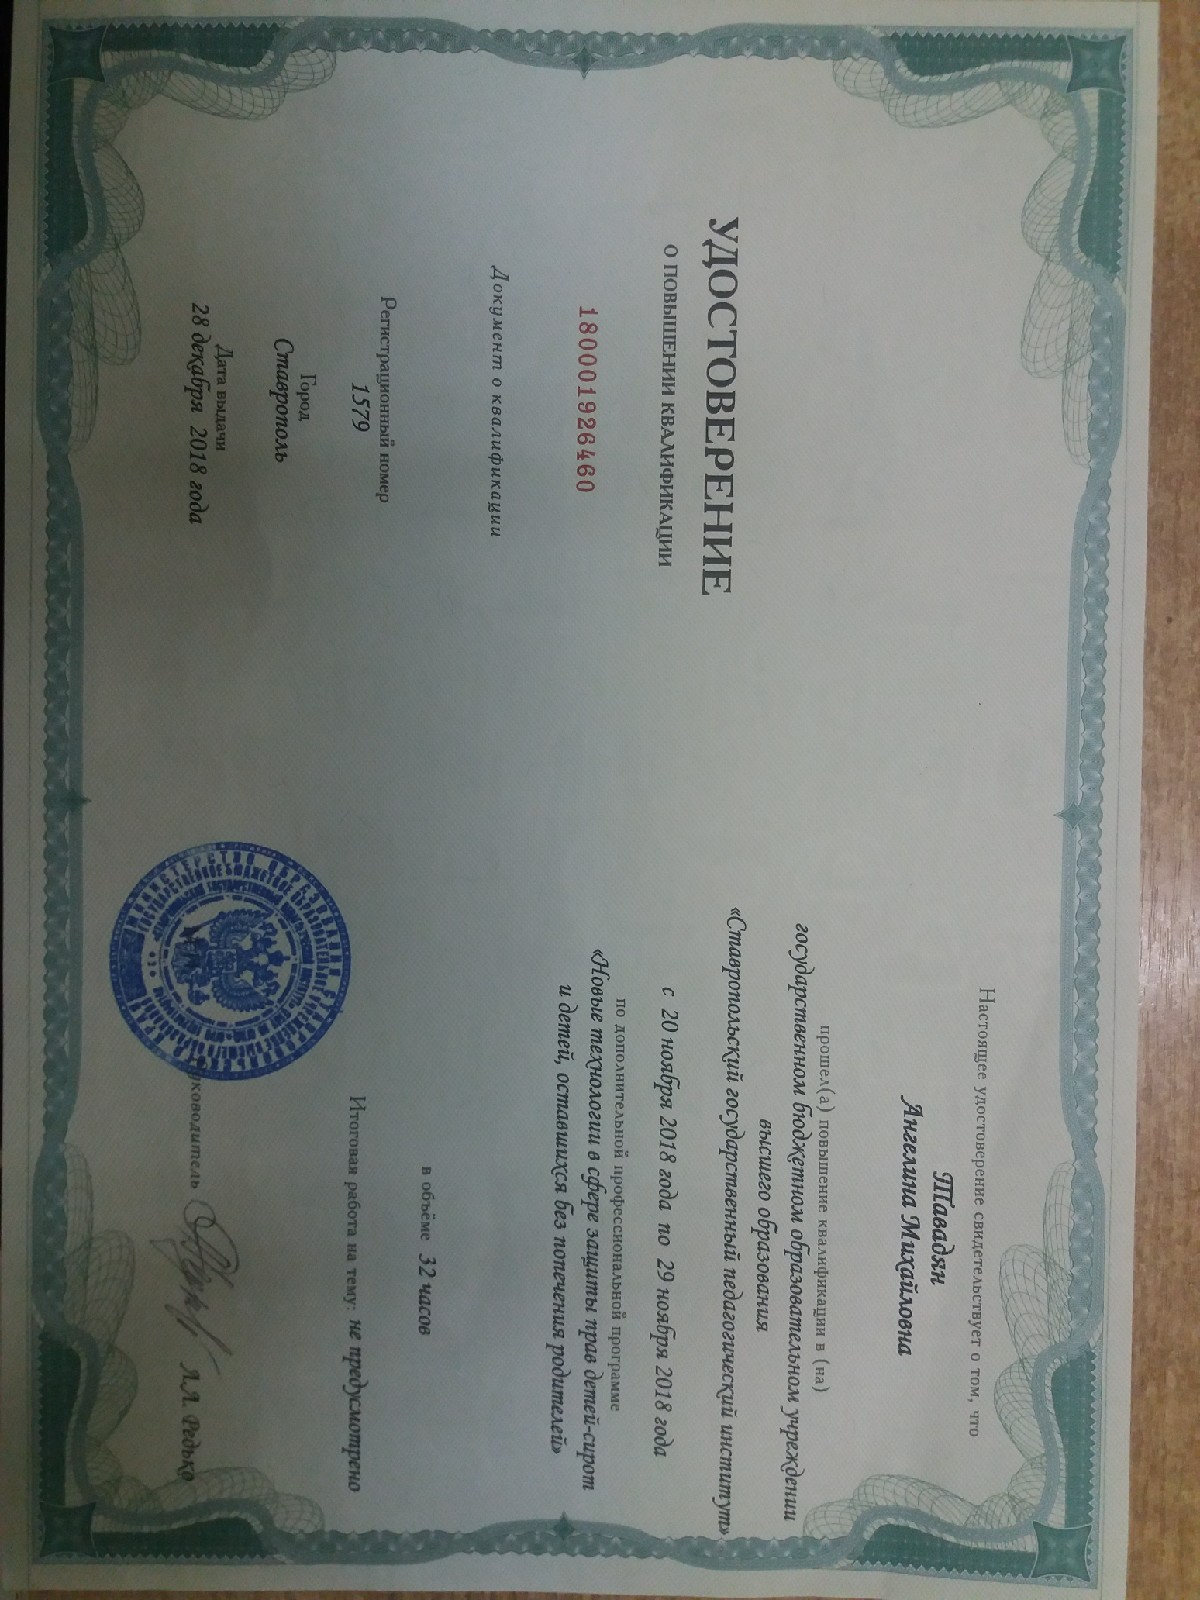 УДОСТОВЕРЕНИЕ
О ПОВЫШЕНИИ КВАЛИФИКАЦИИ
180001926460
Документ о квалификации
Регистрационный номер
1579
Город
Ставрополь
Дата выдачи
28 декабря 2018 года
Настоящее удостоверение свидетельствует о том, что
Тавадян
Ангелина Михайловна
прошел(а) повышение квалификации в (на)
государственном бюджетном образовательном учреждении
высшего образования
«Ставропольский государственный педагогический институт»
с 20 ноября 2018 года по 29 ноября 2018 года
по дополнительной профессиональной программе
«Новые технологии в сфере защиты прав детей-сирот
и детей, оставшихся без попечения родителей»
в объёме 32 часов
Итоговая работа на тему: не предусмотрено
Руководитель Л.Л. Редько
МИНИСТЕРСТВО ОБРАЗОВАНИЯ